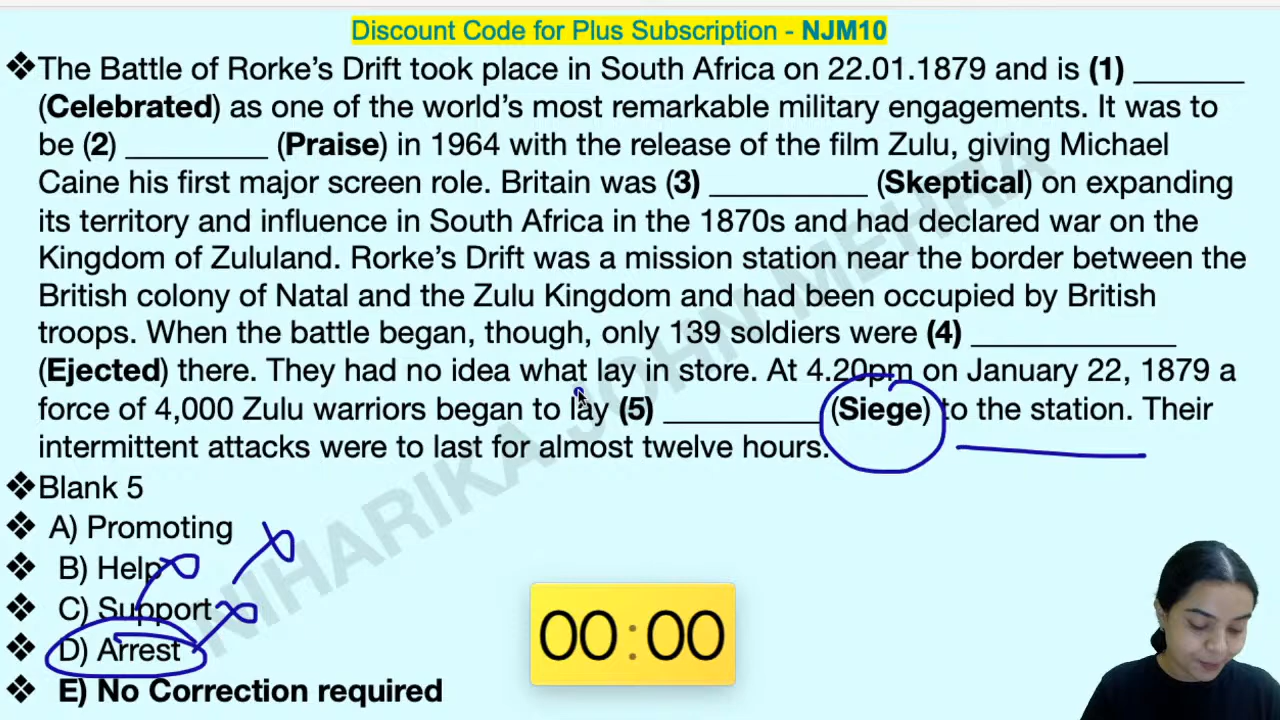 Discount Code for Plus Subscription - NJM10
❖The Battle of Rorke's Drift took place in South Africa on 22.01.1879 and is (1) _______
(Celebrated) as one of the world's most remarkable military engagements. It was to
be (2) _________ (Praise) in 1964 with the release of the film Zulu, giving Michael
Caine his first major screen role. Britain was (3) __________ (Skeptical) on expanding
its territory and influence in South Africa in the 1870s and had declared war on the
Kingdom of Zululand. Rorke's Drift was a mission station near the border between the
British colony of Natal and the Zulu Kingdom and had been occupied by British
troops. When the battle began, though, only 139 soldiers were (4) _____________
(Ejected) there. They had no idea what lay in store. At 4.20pm on January 22, 1879 a
force of 4,000 Zulu warriors began to lay (5) __________ (Siege) to the station. Their
intermittent attacks were to last for almost twelve hours.
❖Blank 5
❖ A) Promoting
❖ B) Help
❖ C) Support
❖ D) Arrest
❖ E) No Correction required
00:00
NIHARIKA JOHN MEHRA